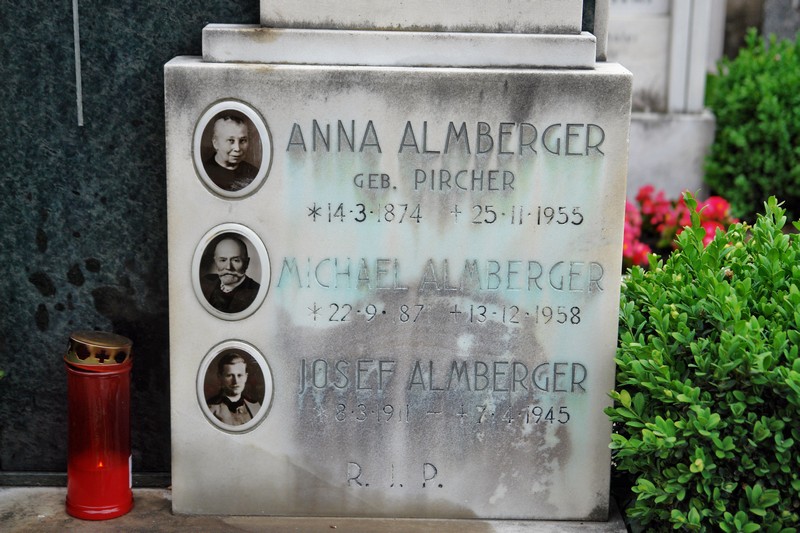 ANNA ALMBERGER
GEB. PIRCHER
*14·3·1874 +25·11·1955
MICHAEL ALMBERGER
*22·9· 87 +13·12·1958
JOSEF ALMBERGER
8·3·1911 – +7·4·1945
R. I. P.